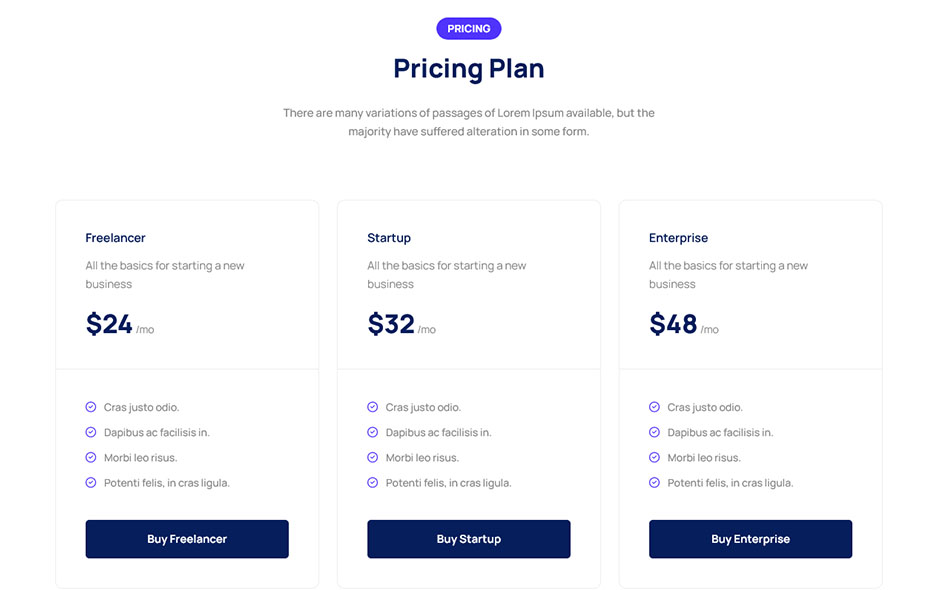 PRICING
Pricing Plan
There are many variations of passages of Lorem Ipsum available, but the
majority have suffered alteration in some form.
Freelancer
All the basics for starting a new
business
$24 /mo
Cras justo odio.
Dapibus ac facilisis in.
Morbi leo risus.
Potenti felis, in cras ligula.
Buy Freelancer
Startup
All the basics for starting a new
business
$32 /mo
Cras justo odio.
Dapibus ac facilisis in.
Morbi leo risus.
Potenti felis, in cras ligula.
Buy Startup
Enterprise
All the basics for starting a new
business
$48 /mo
Cras justo odio.
Dapibus ac facilisis in.
Morbi leo risus.
Potenti felis, in cras ligula.
Buy Enterprise